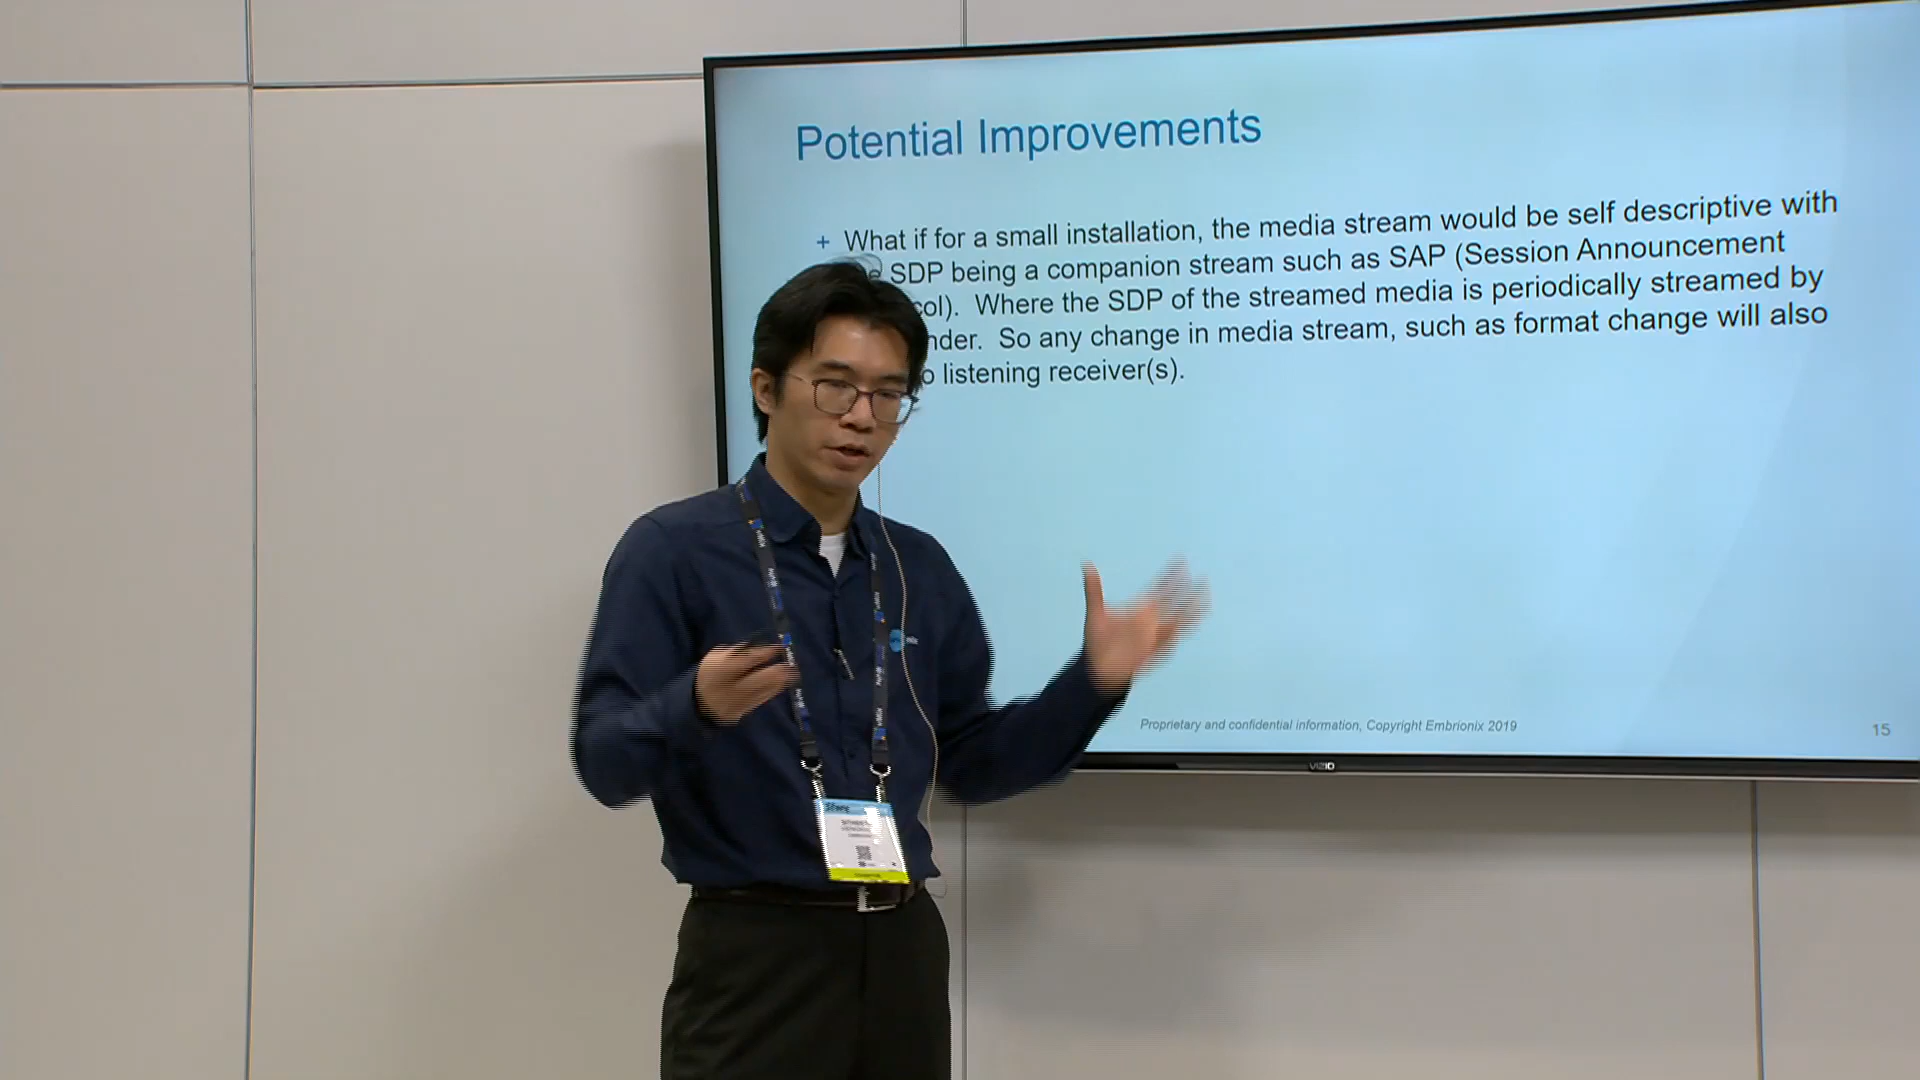 Potential Improvements
+ What if for a small installation, the media stream would be self descriptive with
SDP being a companion stream such as SAP (Session Announcement
col). Where the SDP of the streamed media is periodically streamed by
nder. So any change in media stream, such as format change will also
o listening receiver(s).
Proprietary and confidential information, Copyright Embrionix 2019
15
VIZIO